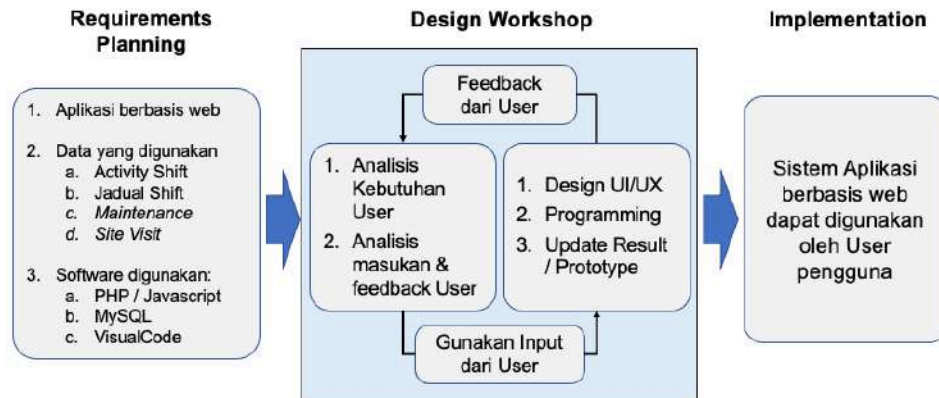 Requirements
Planning
1. Aplikasi berbasis web
2. Data yang digunakan
a. Activity Shift
b. Jadual Shift
c. Maintenance
d. Site Visit
3. Software digunakan:
a. PHP / Javascript
b. MySQL
c. VisualCode
Design Workshop
Feedback
dari User
1. Analisis
Kebutuhan
User
2. Analisis
masukan &
feedback User
1. Design UI/UX
2. Programming
3. Update Result
/ Prototype
Gunakan Input
dari User
Implementation
Sistem Aplikasi
berbasis web
dapat digunakan
oleh User
pengguna